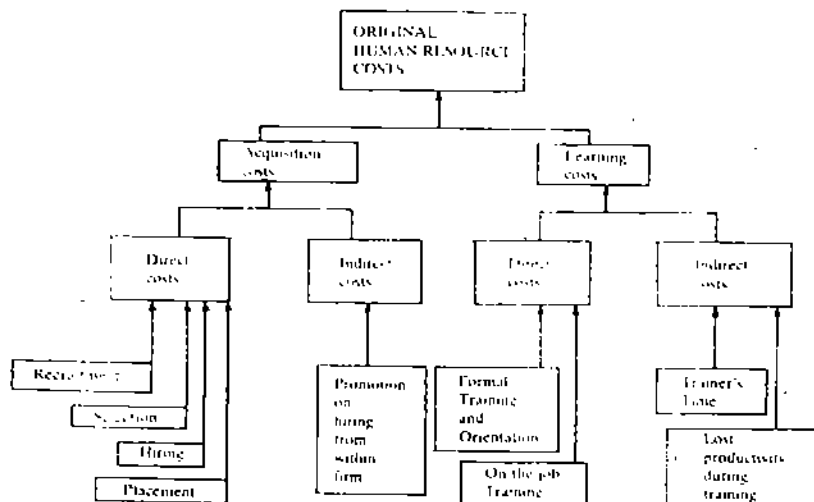 ORIGINAL
HUMAN RESOURCE
COSTS
Acquisition
costs
Learning
costs
Direct
costs
Indirect
costs
Direct
costs
Indirect
costs
Recruitment
Selection
Hiring
Placement
Promotion
on
hiring
from
within
firm
Formal
Training
and
Orientation
On the job
Training
Trainer's
Time
Lost
productivity
during
training